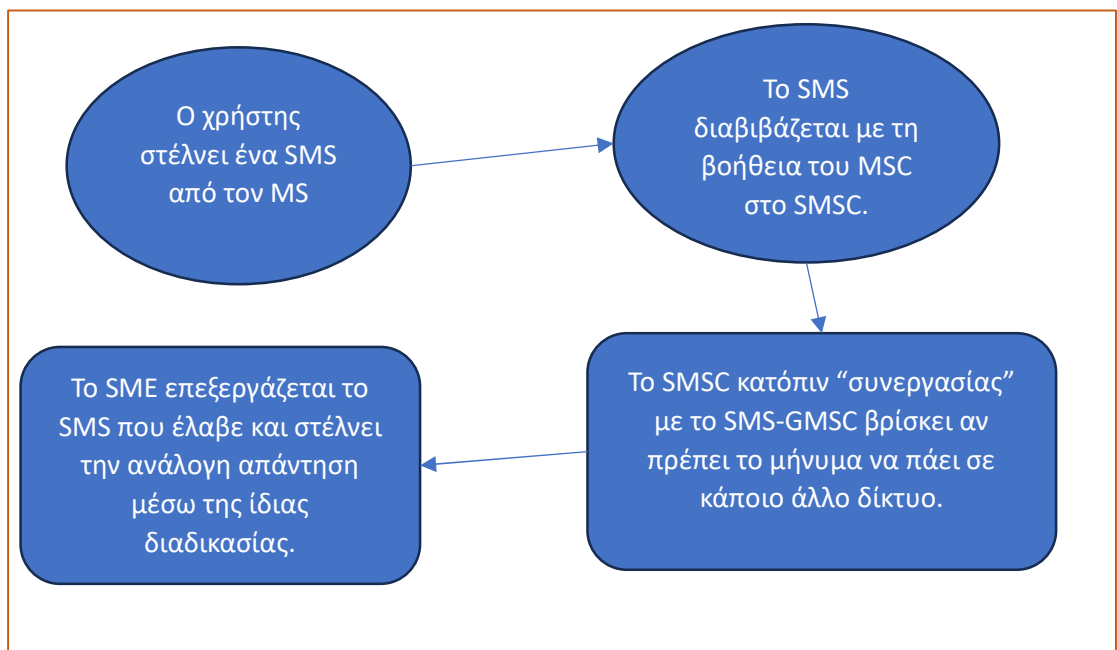 Ο χρήστης
στέλνει ένα SMS
από τον MS
Το SMS
διαβιβάζεται με τη
βοήθεια του MSC
στο SMSC.
Το SMSC κατόπιν “συνεργασίας”
με το SMS-GMSC βρίσκει αν
πρέπει το μήνυμα να πάει σε
κάποιο άλλο δίκτυο.
Το SME επεξεργάζεται το
SMS που έλαβε και στέλνει
την ανάλογη απάντηση
μέσω της ίδιας
διαδικασίας.